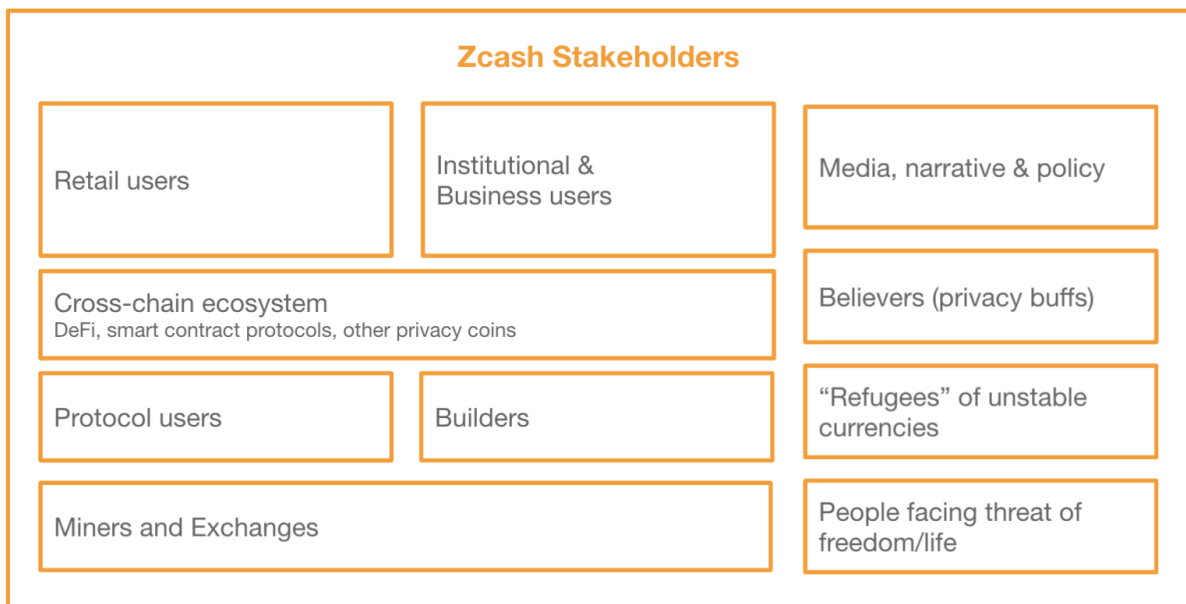 Zcash Stakeholders
Retail users
Institutional &
Business users
Cross-chain ecosystem
DeFi, smart contract protocols, other privacy coins
Protocol users
Builders
Miners and Exchanges
Media, narrative & policy
Believers (privacy buffs)
“Refugees” of unstable
currencies
People facing threat of
freedom/life